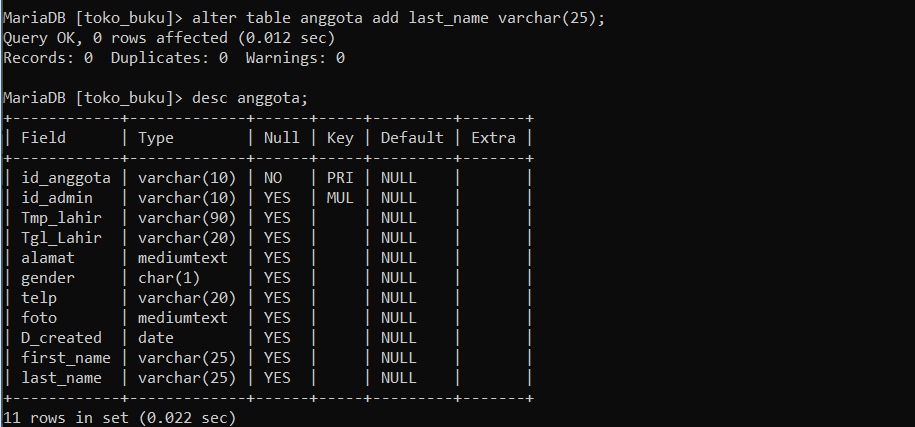 MariaDB [toko_buku]> alter table anggota add last_name varchar(25);
Query OK, 0 rows affected (0.012 sec)
Records: 0  Duplicates: 0  Warnings: 0

MariaDB [toko_buku]> desc anggota;
+------------+-------------+------+-----+---------+-------+
| Field      | Type        | Null | Key | Default | Extra |
+------------+-------------+------+-----+---------+-------+
| id_anggota | varchar(10) | NO   | PRI | NULL    |       |
| id_admin   | varchar(10) | YES  | MUL | NULL    |       |
| Tmp_lahir  | varchar(90) | YES  |     | NULL    |       |
| Tgl_Lahir  | varchar(20) | YES  |     | NULL    |       |
| alamat     | mediumtext  | YES  |     | NULL    |       |
| gender     | char(1)     | YES  |     | NULL    |       |
| telp       | varchar(20) | YES  |     | NULL    |       |
| foto       | mediumtext  | YES  |     | NULL    |       |
| D_created  | date        | YES  |     | NULL    |       |
| first_name | varchar(25) | YES  |     | NULL    |       |
| last_name  | varchar(25) | YES  |     | NULL    |       |
+------------+-------------+------+-----+---------+-------+
11 rows in set (0.022 sec)